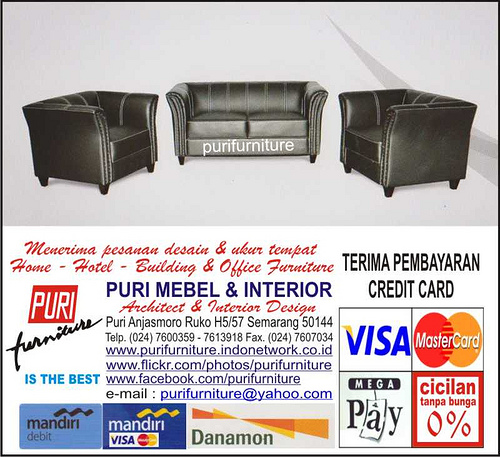 purifurniture
Menerima pesanan desain & ukur tempat
Home - Hotel - Building & Office Furniture
PURI MEBEL & INTERIOR
Architect & Interior Design
Puri Anjasmoro Ruko H5/57 Semarang 50144
Telp. (024) 7600359 - 7613918 Fax. (024) 7607034
www.purifurniture.indonetwork.co.id
www.flickr.com/photos/purifurniture
www.facebook.com/purifurniture
e-mail : purifurniture@yahoo.com
PURI
furniture
IS THE BEST
mandiri
debit
mandiri
VISA
Danamon
TERIMA PEMBAYARAN
CREDIT CARD
VISA
MasterCard
MEGA
Pay
cicilan
tanpa bunga
0%